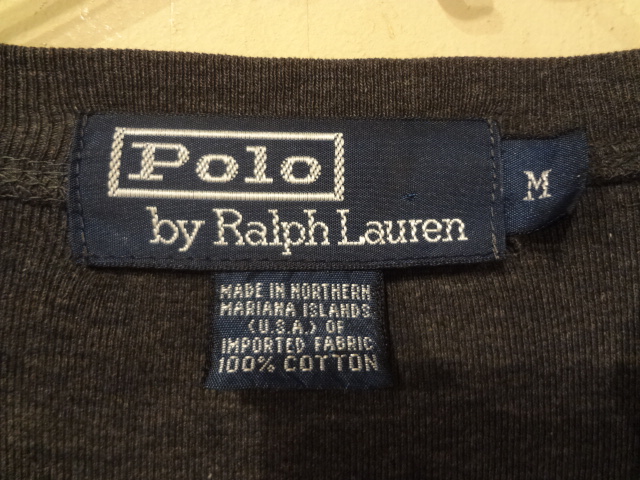 Polo
by Ralph Lauren
M
MADE IN NORTHERN
MARIANA ISLANDS
(U.S.A.) OF
IMPORTED FABRIC
100% COTTON